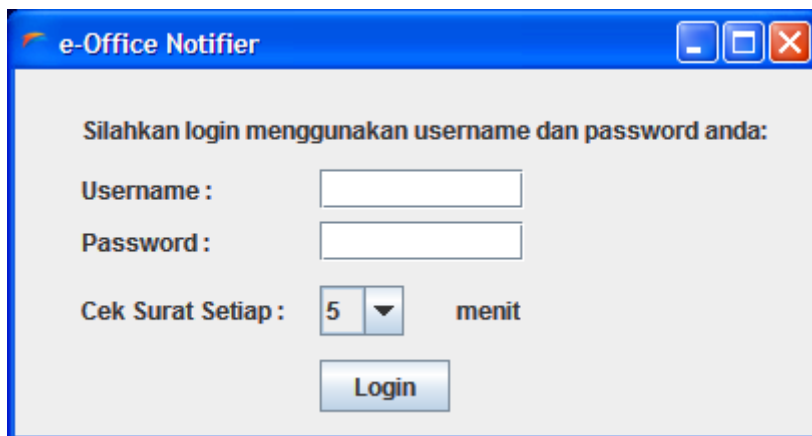 e-Office Notifier
Silahkan login menggunakan username dan password anda:
Username :
Password :
Cek Surat Setiap : 5 menit
Login